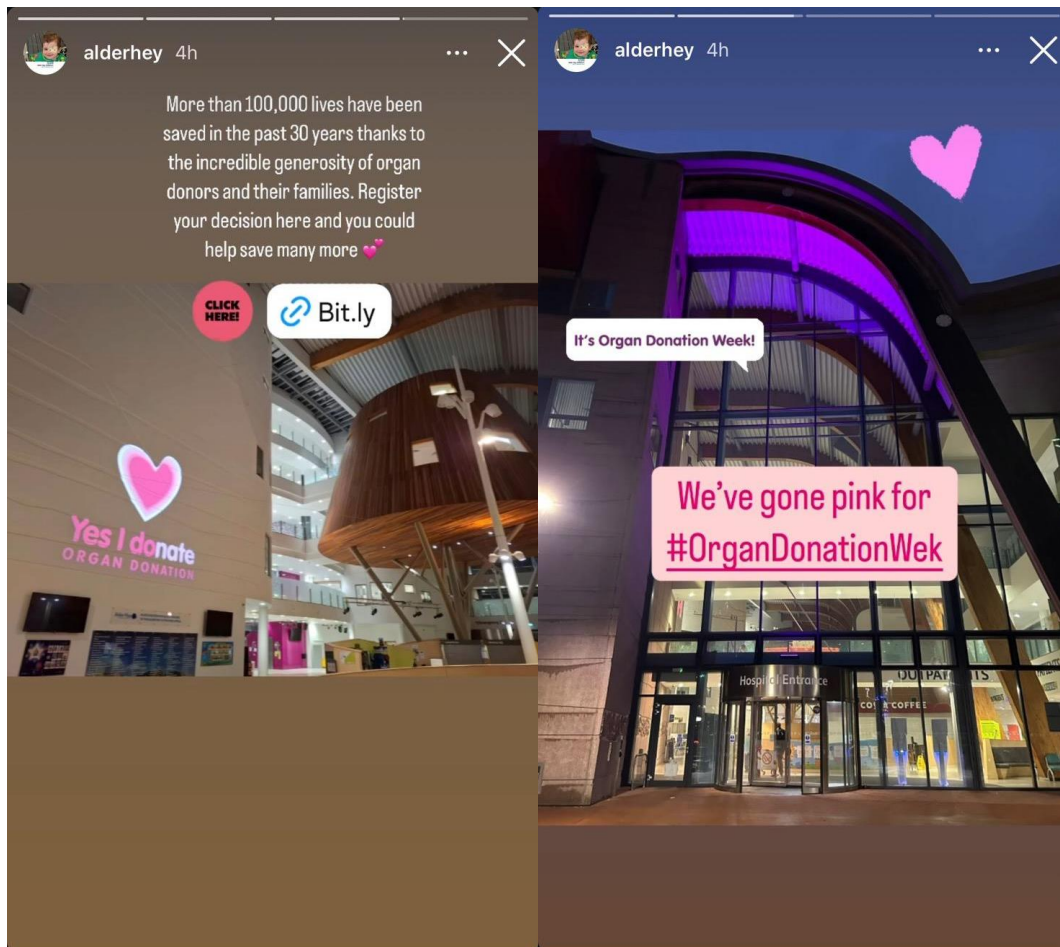 alderhey 4h
More than 100,000 lives have been
saved in the past 30 years thanks to
the incredible generosity of organ
donors and their families. Register
your decision here and you could
help save many more 💕
CLICK
HERE!
Bit.ly
Yes I donate
ORGAN DONATION
alderhey 4h
It's Organ Donation Week!
We've gone pink for
#OrganDonationWek
Hospital Entrance
OUTPATIENTS
COSTA COFFEE